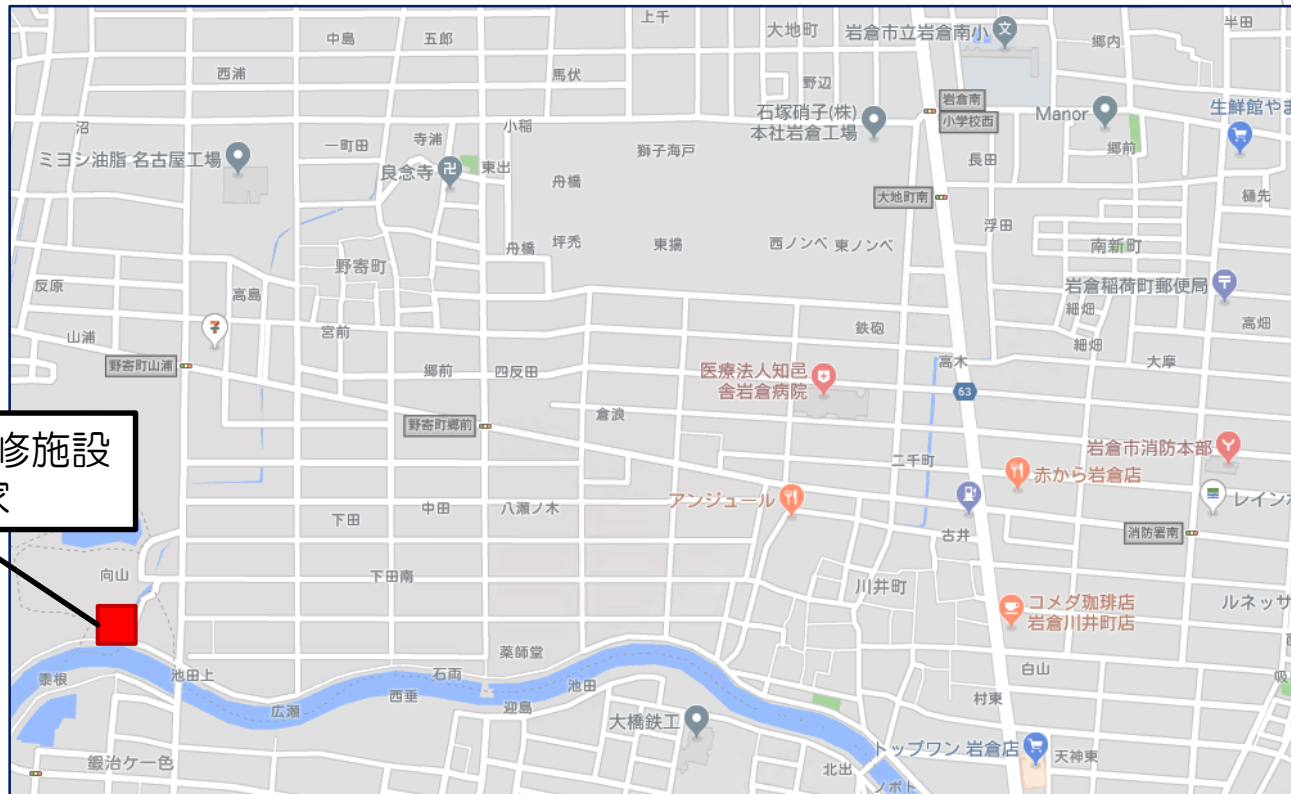 上千
大地町
岩倉市立岩倉南小
半田
中島
五郎
郷内
西浦
馬伏
野辺
岩倉南
小学校西
石塚硝子(株)
本社岩倉工場
Manor
生鮮館やま
沼
小稲
寺浦
一町田
獅子海戸
ミヨシ油脂 名古屋工場
良念寺
東出
長田
郷前
舟橋
大地町南
樋先
浮田
舟橋
坪禿
東揚
西ノンベ
東ノンベ
南新町
野寄町
反原
高島
岩倉稲荷町郵便局
細畑
高畑
山浦
宮前
鉄砲
細畑
野寄町山浦
郷前
四反田
医療法人知邑
舎岩倉病院
高木
大摩
63
倉浪
野寄町郷前
修施設
家
二千町
岩倉市消防本部
赤から岩倉店
アンジュール
レインボ
下田
中田
八瀬ノ木
古井
消防署南
向山
下田南
川井町
コメダ珈琲店
岩倉川井町店
ルネッサ
薬師堂
白山
池田上
石両
池田
吸
西垂
村東
広瀬
迎島
大橋鉄工
トップワン 岩倉店
天神東
鍛治ケ一色
北出